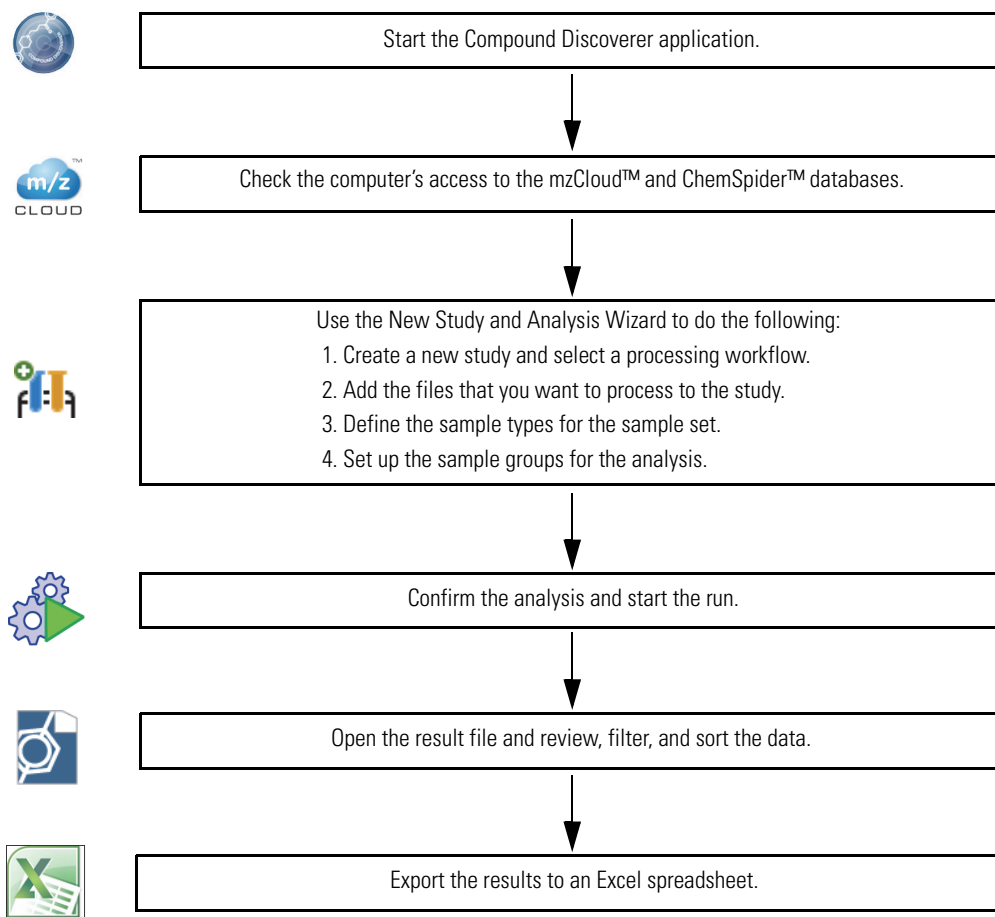 Start the Compound Discoverer application.
m/z™
CLOUD
Check the computer's access to the mzCloud™ and ChemSpider™ databases.
Use the New Study and Analysis Wizard to do the following:
1. Create a new study and select a processing workflow.
2. Add the files that you want to process to the study.
3. Define the sample types for the sample set.
4. Set up the sample groups for the analysis.
Confirm the analysis and start the run.
Open the result file and review, filter, and sort the data.
Export the results to an Excel spreadsheet.